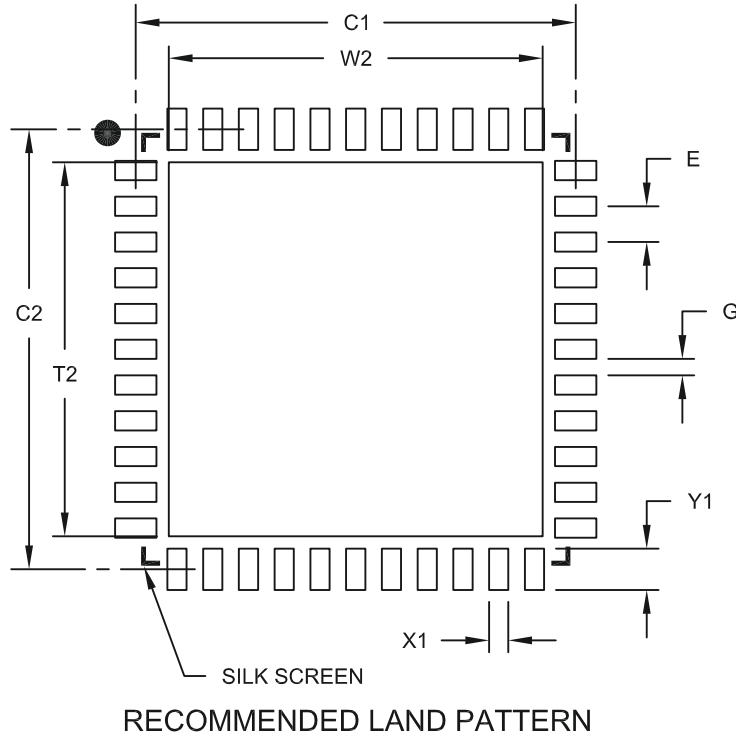 C1
W2
E
C2
G
T2
Y1
X1
SILK SCREEN
RECOMMENDED LAND PATTERN